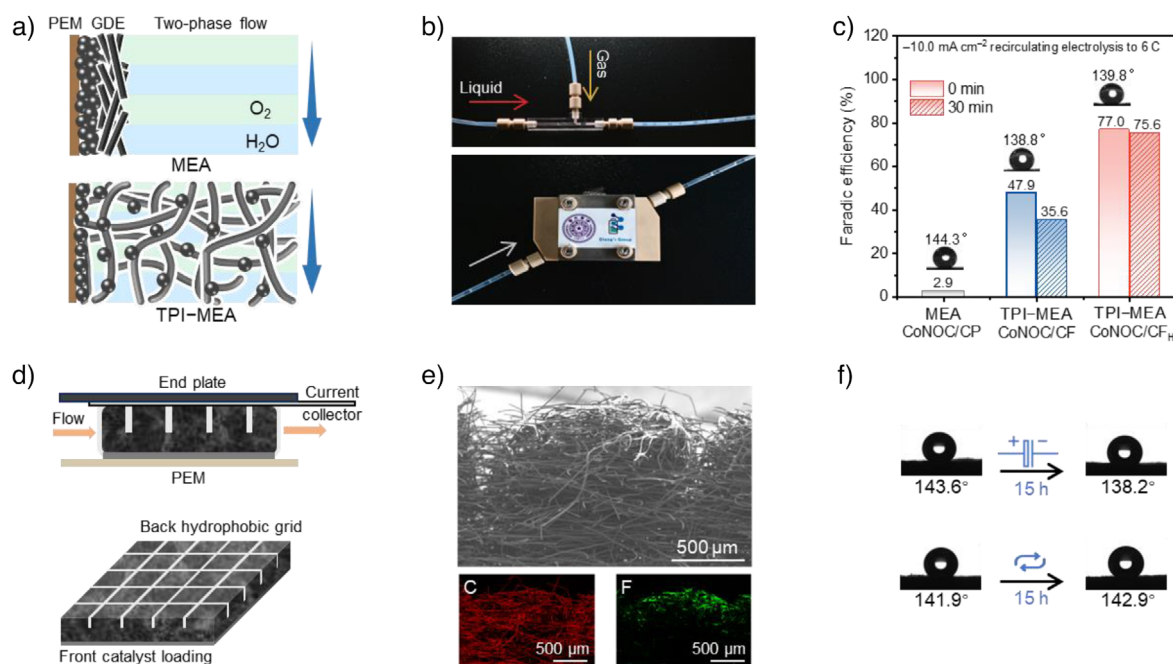 a)
PEM GDE Two-phase flow
O₂
H₂O
MEA
TPI−MEA
b)
Liquid
Gas
c)
−10.0 mA cm⁻² recirculating electrolysis to 6 C
0 min
30 min
Faradic efficiency (%)
120
100
80
60
40
20
0
144.3°
2.9
138.8°
47.9
35.6
139.8°
77.0
75.6
MEA
CoNOC/CP
TPI−MEA
CoNOC/CF
TPI−MEA
CoNOC/CF_H
d)
End plate
Current
collector
Flow
PEM
Back hydrophobic grid
Front catalyst loading
e)
500 µm
C
500 µm
F
500 µm
f)
+ −
143.6°
15 h
138.2°
141.9°
15 h
142.9°